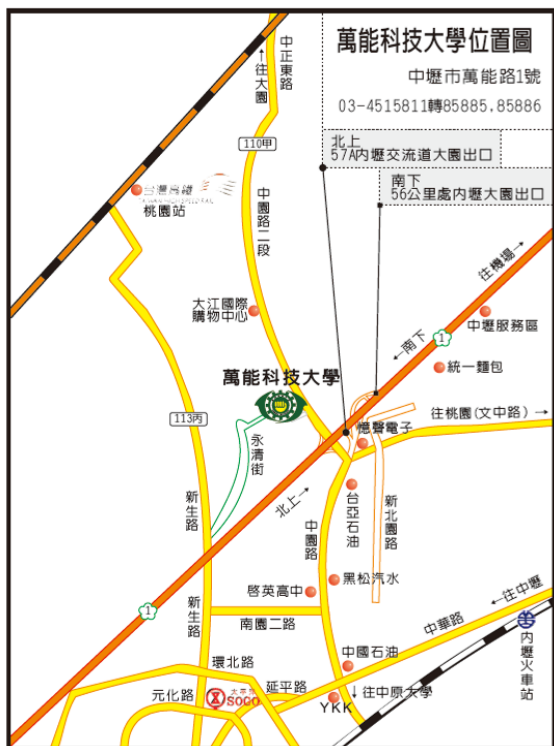 萬能科技大學位置圖
中壢市萬能路1號
03-4515811轉85885.85886
北上
57A內壢交流道大園出口
南下
56公里處內壢大園出口
中正東路
←往大園
110甲
台灣高鐵
TAIWAN HIGH SPEED RAIL
桃園站
中園路二段
往機場→
大江國際
購物中心
中壢服務區
←南下
1
統一麵包
萬能科技大學
往桃園(文中路)→
113丙
憶聲電子
永清街
北上→
台亞石油
新北園路
新生路
中園路
黑松汽水
啓英高中
1
←往中壢
新生路
南園二路
中華路
內壢火車站
環北路
中國石油
元化路
SOGO
延平路
↓往中原大學
YKK